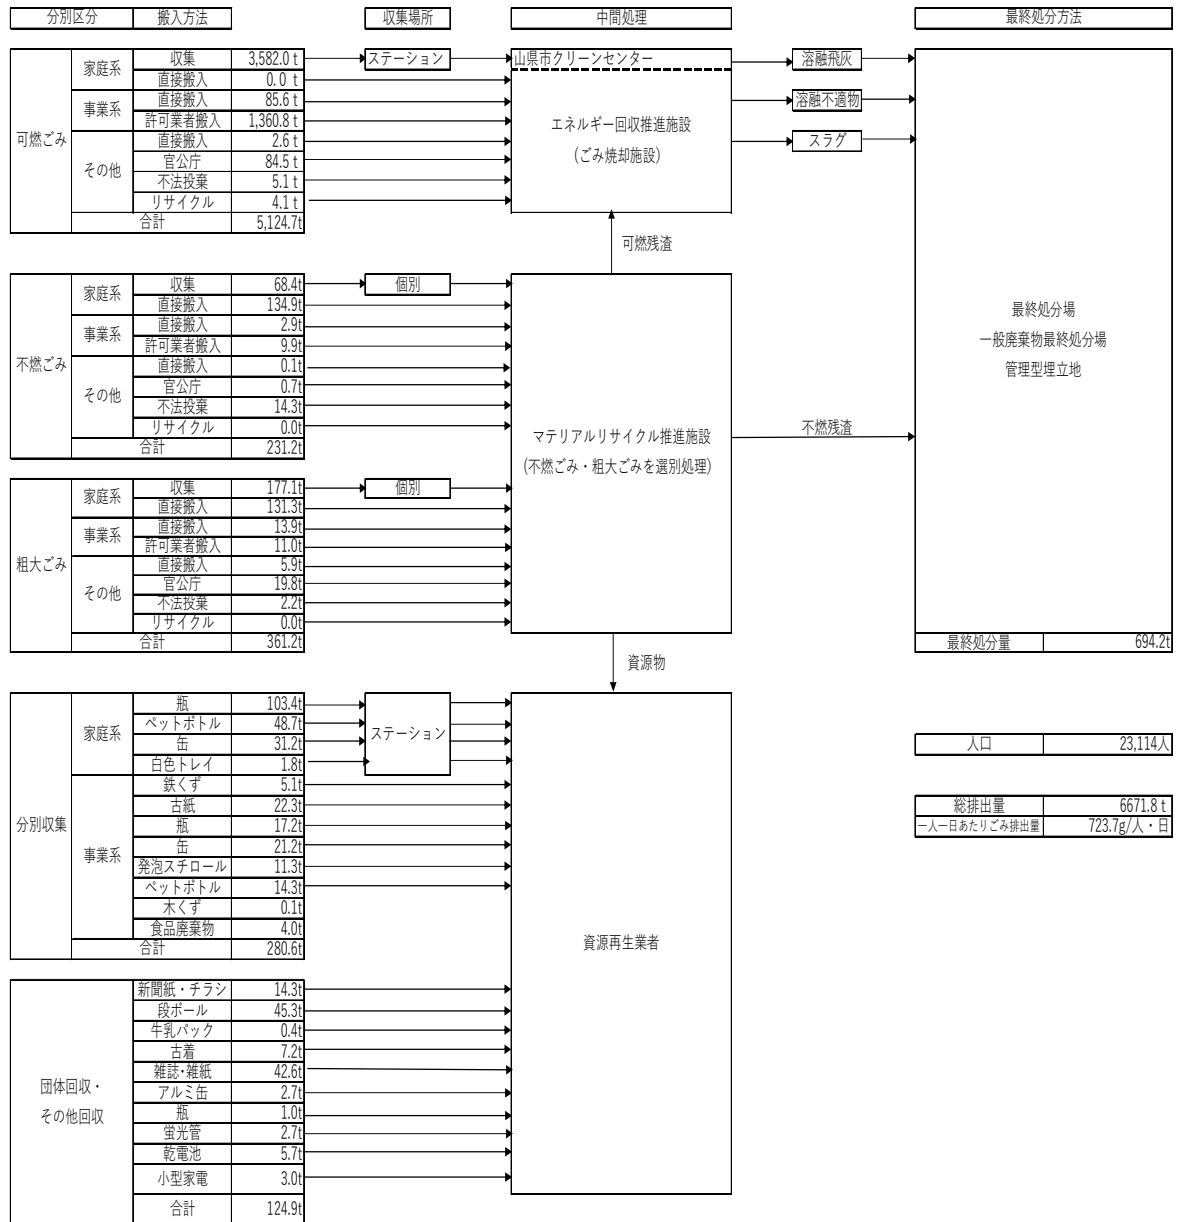 分別区分 搬入方法 収集場所 中間処理 最終処分方法
可燃ごみ
家庭系
収集 3,582.0 t
直接搬入 0.0 t
事業系
直接搬入 85.6 t
許可業者搬入 1,360.8 t
その他
直接搬入 2.6 t
官公庁 84.5 t
不法投棄 5.1 t
リサイクル 4.1 t
合計 5,124.7t
ステーション
山県市クリーンセンター
エネルギー回収推進施設
(ごみ焼却施設)
溶融飛灰
溶融不適物
スラグ
可燃残渣
不燃ごみ
家庭系
収集 68.4t
直接搬入 134.9t
事業系
直接搬入 2.9t
許可業者搬入 9.9t
その他
直接搬入 0.1t
官公庁 0.7t
不法投棄 14.3t
リサイクル 0.0t
合計 231.2t
個別
マテリアルリサイクル推進施設
(不燃ごみ・粗大ごみを選別処理)
不燃残渣
最終処分場
一般廃棄物最終処分場
管理型埋立地
最終処分量 694.2t
粗大ごみ
家庭系
収集 177.1t
直接搬入 131.3t
事業系
直接搬入 13.9t
許可業者搬入 11.0t
その他
直接搬入 5.9t
官公庁 19.8t
不法投棄 2.2t
リサイクル 0.0t
合計 361.2t
個別
資源物
分別収集
家庭系
瓶 103.4t
ペットボトル 48.7t
缶 31.2t
白色トレイ 1.8t
事業系
鉄くず 5.1t
古紙 22.3t
瓶 17.2t
缶 21.2t
発泡スチロール 11.3t
ペットボトル 14.3t
木くず 0.1t
食品廃棄物 4.0t
合計 280.6t
ステーション
資源再生業者
人口 23,114人
総排出量 6671.8 t
一人一日あたりごみ排出量 723.7g/人・日
団体回収・
その他回収
新聞紙・チラシ 14.3t
段ボール 45.3t
牛乳パック 0.4t
古着 7.2t
雑誌・雑紙 42.6t
アルミ缶 2.7t
瓶 1.0t
蛍光管 2.7t
乾電池 5.7t
小型家電 3.0t
合計 124.9t